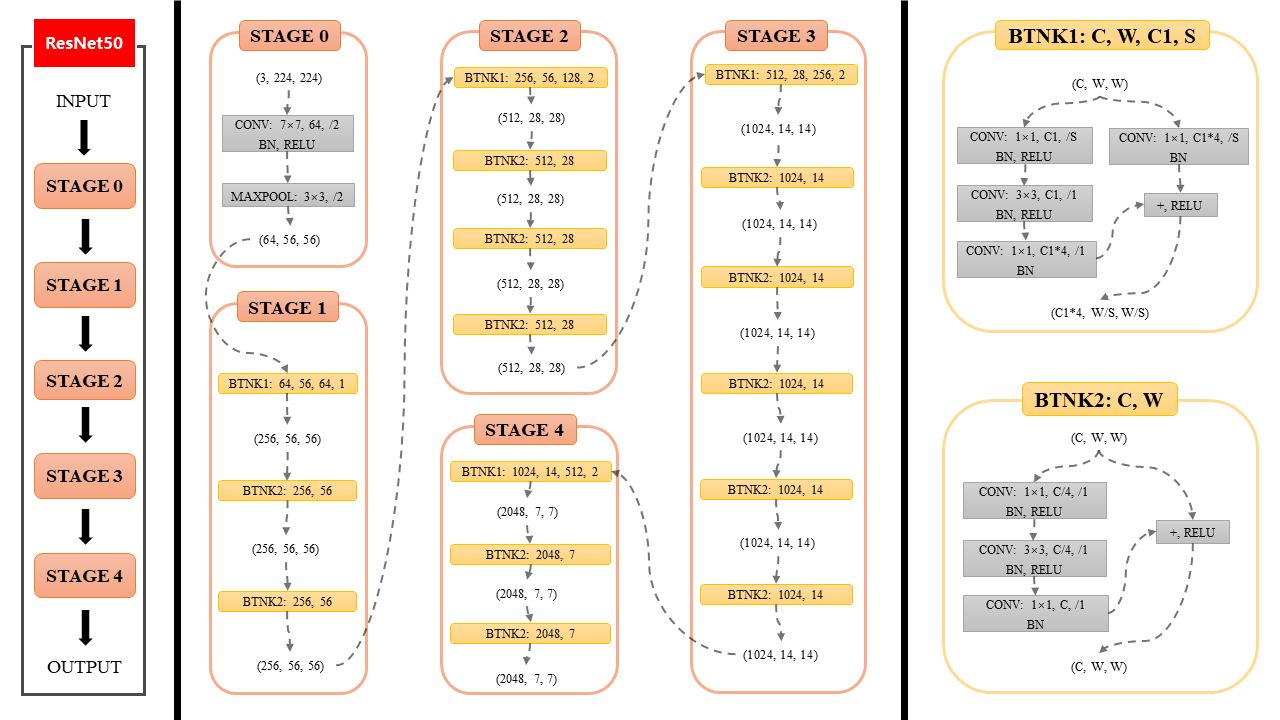 ResNet50
INPUT
STAGE 0
STAGE 1
STAGE 2
STAGE 3
STAGE 4
OUTPUT
STAGE 0
(3, 224, 224)
CONV: 7×7, 64, /2
BN, RELU
MAXPOOL: 3×3, /2
(64, 56, 56)
STAGE 1
BTNK1: 64, 56, 64, 1
(256, 56, 56)
BTNK2: 256, 56
(256, 56, 56)
BTNK2: 256, 56
(256, 56, 56)
STAGE 2
BTNK1: 256, 56, 128, 2
(512, 28, 28)
BTNK2: 512, 28
(512, 28, 28)
BTNK2: 512, 28
(512, 28, 28)
BTNK2: 512, 28
(512, 28, 28)
STAGE 3
BTNK1: 512, 28, 256, 2
(1024, 14, 14)
BTNK2: 1024, 14
(1024, 14, 14)
BTNK2: 1024, 14
(1024, 14, 14)
BTNK2: 1024, 14
(1024, 14, 14)
BTNK2: 1024, 14
(1024, 14, 14)
BTNK2: 1024, 14
(1024, 14, 14)
STAGE 4
BTNK1: 1024, 14, 512, 2
(2048, 7, 7)
BTNK2: 2048, 7
(2048, 7, 7)
BTNK2: 2048, 7
(2048, 7, 7)
BTNK1: C, W, C1, S
(C, W, W)
CONV: 1×1, C1, /S
BN, RELU
CONV: 3×3, C1, /1
BN, RELU
CONV: 1×1, C1*4, /1
BN
CONV: 1×1, C1*4, /S
BN
+, RELU
(C1*4, W/S, W/S)
BTNK2: C, W
(C, W, W)
CONV: 1×1, C/4, /1
BN, RELU
CONV: 3×3, C/4, /1
BN, RELU
CONV: 1×1, C, /1
BN
+, RELU
(C, W, W)